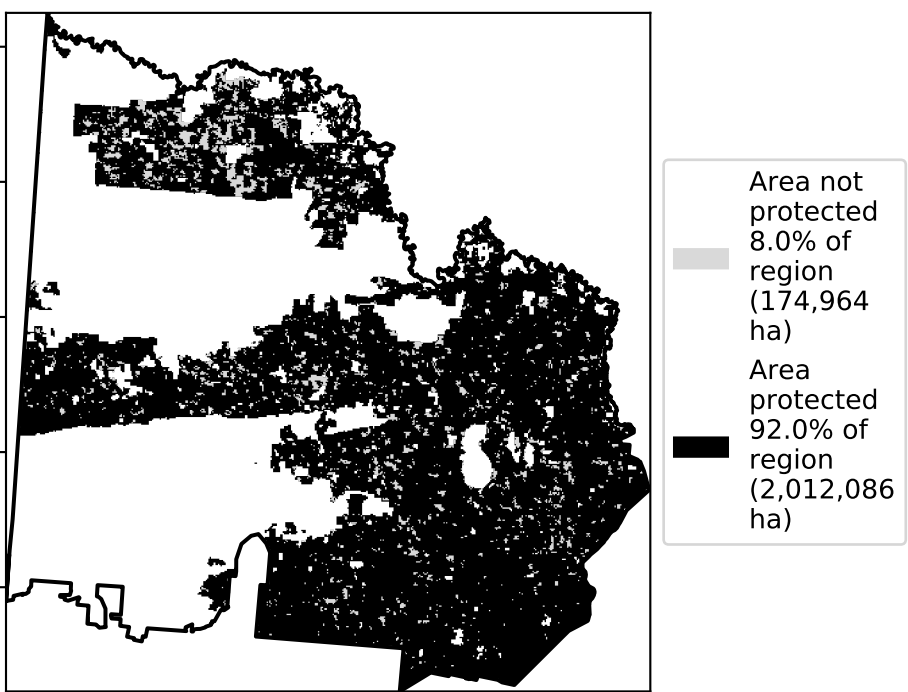 Area not
protected
8.0% of
region
(174,964
ha)
Area
protected
92.0% of
region
(2,012,086
ha)